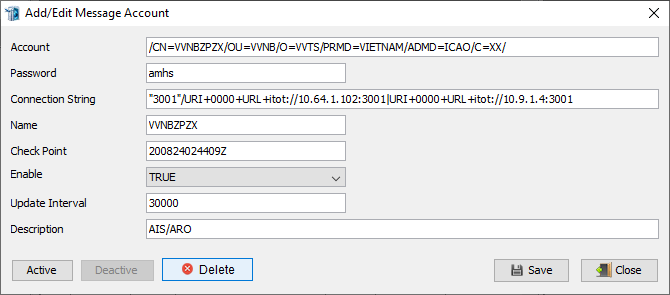 Add/Edit Message Account
Account /CN=VVNBZPZX/OU=VVNB/O=VVTS/PRMD=VIETNAM/ADMD=ICAO/C=XX/
Password amhs
Connection String "3001"/URI+0000+URL+itot://10.64.1.102:3001|URI+0000+URL+itot://10.9.1.4:3001
Name VVNBZPZX
Check Point 200824024409Z
Enable TRUE
Update Interval 30000
Description AIS/ARO
Active Deactive Delete Save Close